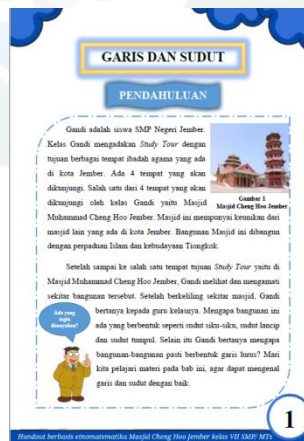 GARIS DAN SUDUT
PENDAHULUAN
Gandi adalah siswa SMP Negeri Jember.
Kelas Gandi mengadakan Study Tour dengan
tujuan berbagai tempat ibadah agama yang ada
di kota Jember. Ada 4 tempat yang akan
dikunjungi. Salah satu dari 4 tempat yang akan
dikunjungi oleh kelas Gandi yaitu Masjid
Muhammad Cheng Hoo Jember. Masjid ini mempunyai keunikan dari
masjid lain yang ada di kota Jember. Bangunan Masjid ini dibangun
dengan perpaduan Islam dan kebudayaan Tiongkok.
Gambar 1
Masjid Cheng Hoo Jember
Setelah sampai ke salah satu tempat tujuan Study Tour yaitu di
Masjid Muhammad Cheng Hoo Jember, Gandi melihat dan mengamati
sekitar bangunan tersebut. Setelah berkeliling sekitar masjid, Gandi
bertanya kepada guru kelasnya. Mengapa bangunan ini
ada yang berbentuk seperti sudut siku-siku, sudut lancip
dan sudut tumpul. Selain itu Gandi bertanya mengapa
bangunan-bangunan pasti berbentuk garis lurus? Mari
kita pelajari materi pada bab ini, agar dapat mengenal
garis dan sudut dengan baik.
Ada yang
ingin
ditanyakan?
1
Handout berbasis etnomatematika Masjid Cheng Hoo Jember kelas VII SMP/ MTs